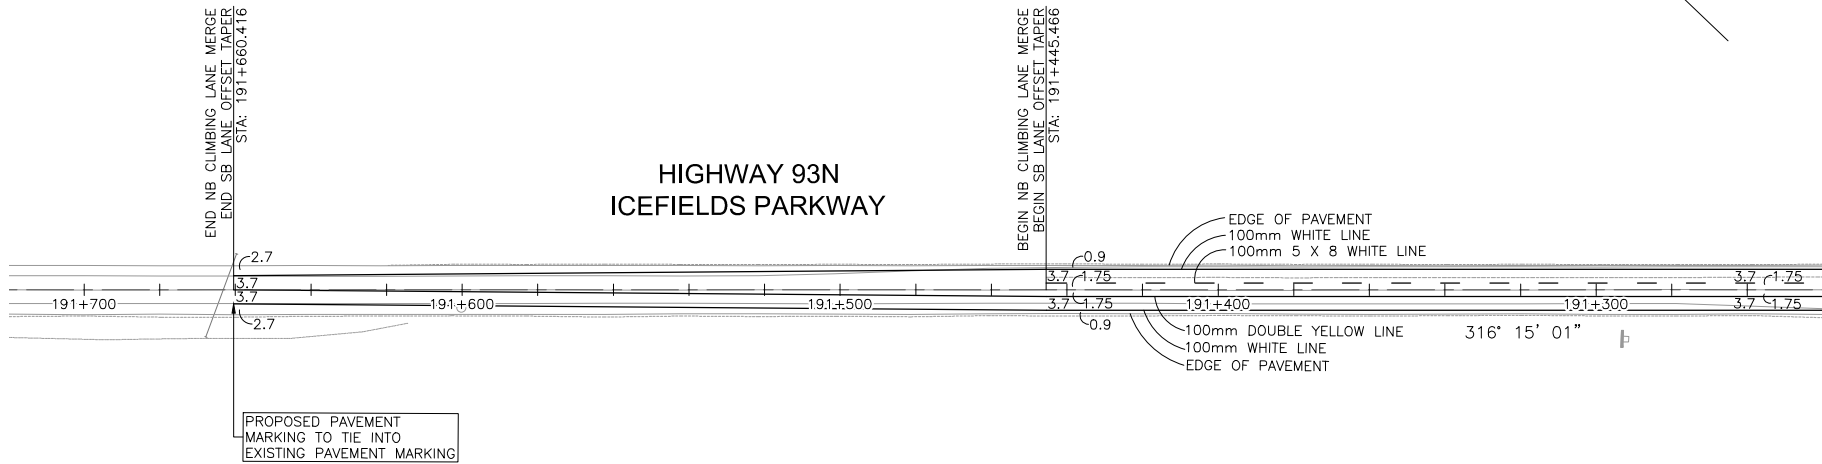 END NB CLIMBING LANE MERGE
END SB LANE OFFSET TAPER
STA: 191+660.416
BEGIN NB CLIMBING LANE MERGE
BEGIN SB LANE OFFSET TAPER
STA: 191+445.466
HIGHWAY 93N
ICEFIELDS PARKWAY
EDGE OF PAVEMENT
100mm WHITE LINE
100mm 5 X 8 WHITE LINE
2.7
0.9
3.7
3.7 1.75
3.7 1.75
191+700
3.7
191+600
191+500
3.7 1.75
191+400
191+300
3.7 1.75
2.7
0.9
100mm DOUBLE YELLOW LINE
316° 15' 01"
100mm WHITE LINE
EDGE OF PAVEMENT
PROPOSED PAVEMENT
MARKING TO TIE INTO
EXISTING PAVEMENT MARKING